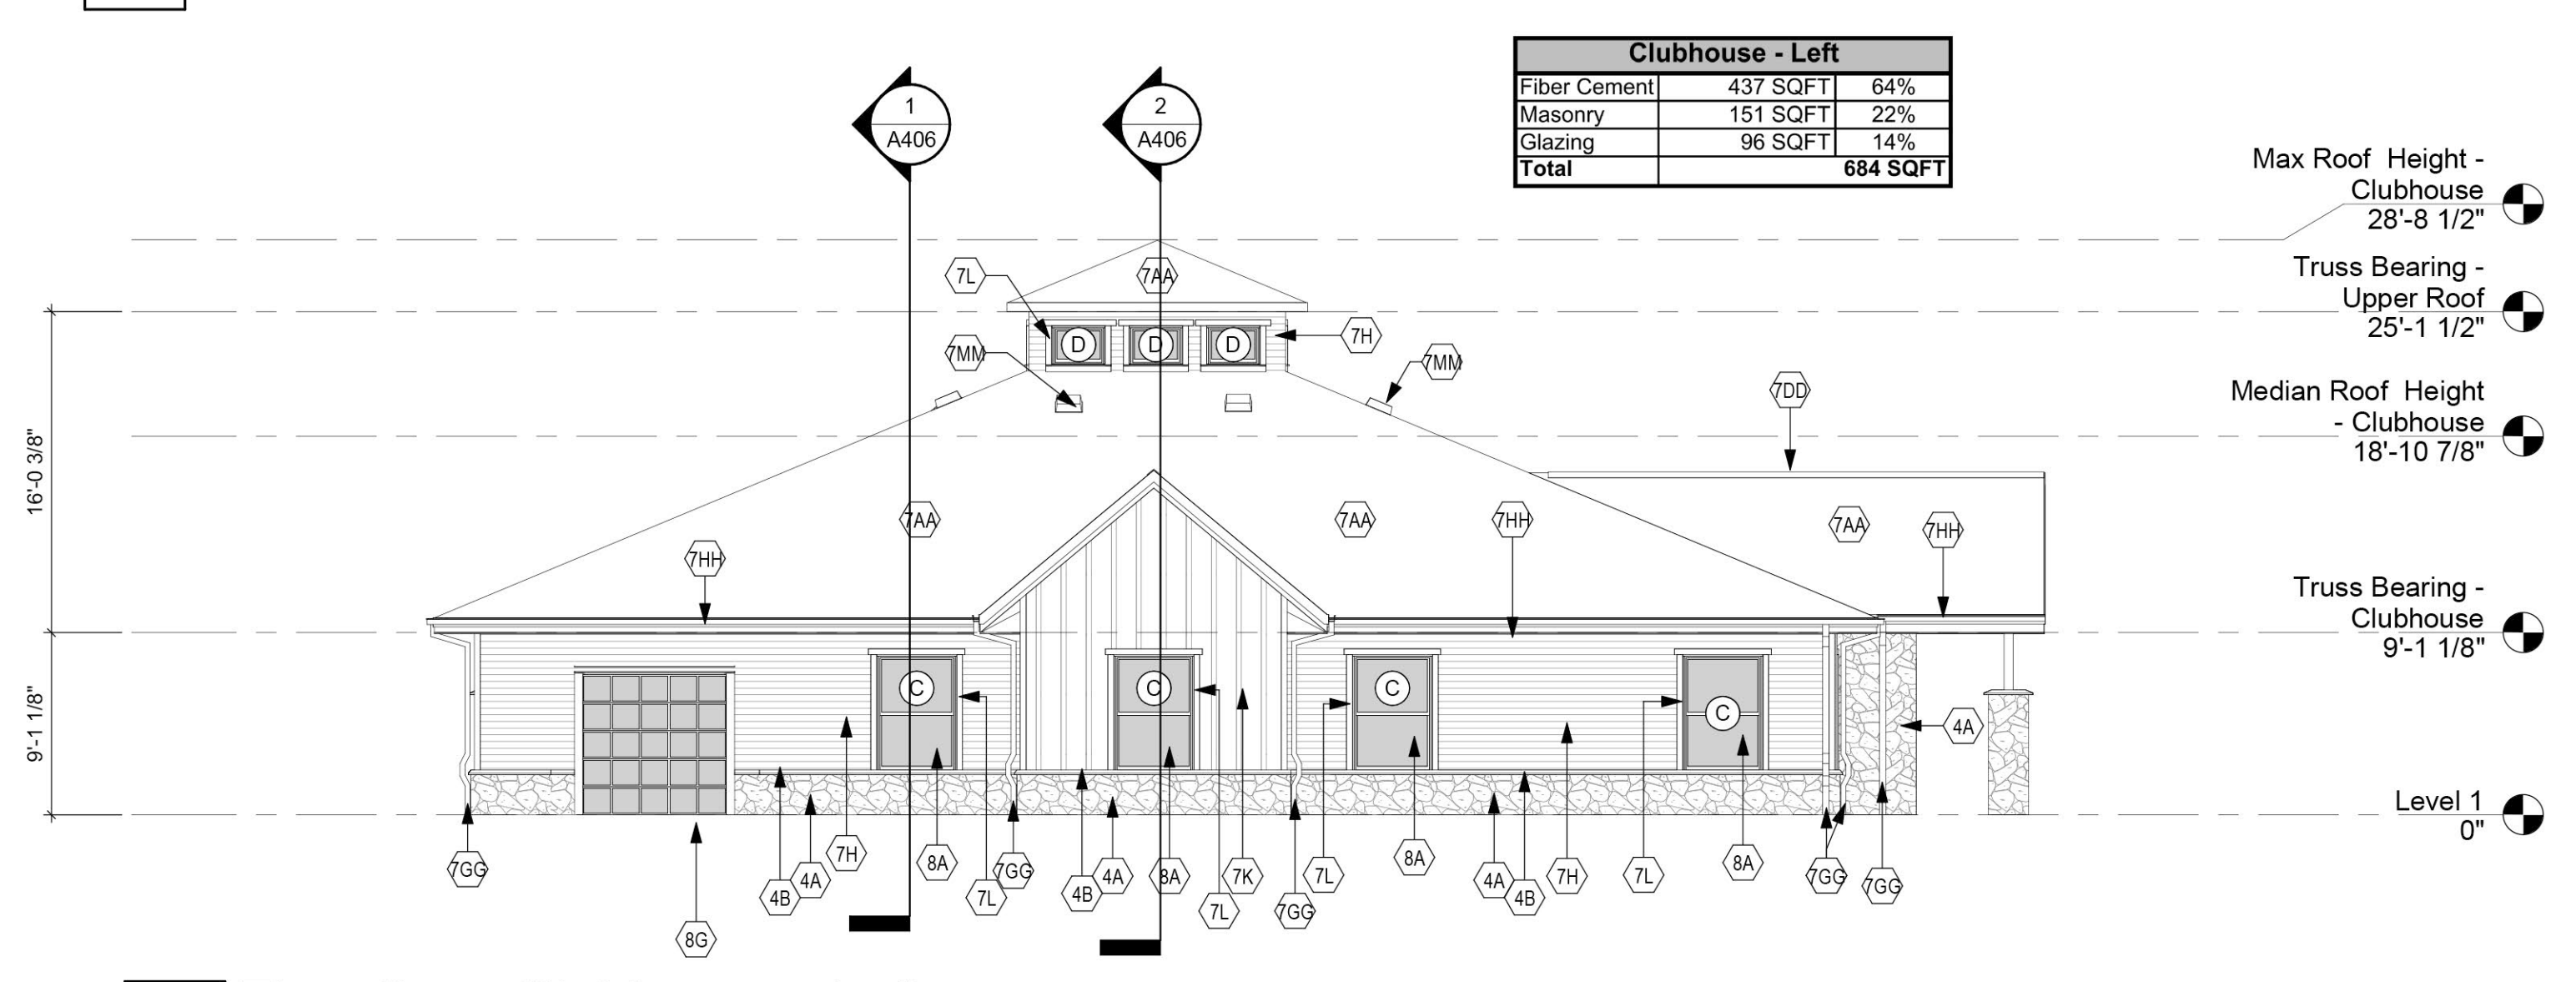 Clubhouse - Left
Fiber Cement 437 SQFT 64%
Masonry 151 SQFT 22%
Glazing 96 SQFT 14%
Total 684 SQFT
1
A406
2
A406
Max Roof Height -
Clubhouse
28'-8 1/2"
Truss Bearing -
Upper Roof
25'-1 1/2"
Median Roof Height
- Clubhouse
18'-10 7/8"
Truss Bearing -
Clubhouse
9'-1 1/8"
Level 1
0"
16'-0 3/8"
9'-1 1/8"
7L
7AA
D
D
D
7H
7MM
7MM
7DD
7AA
7AA
7HH
7AA
7HH
7HH
C
C
C
C
4A
7GG
8G
4B
4A
7H
8A
7L
7GG
4B
4A
8A
7L
7K
7GG
7L
8A
4A
4B
7H
7L
8A
7GG
7GG